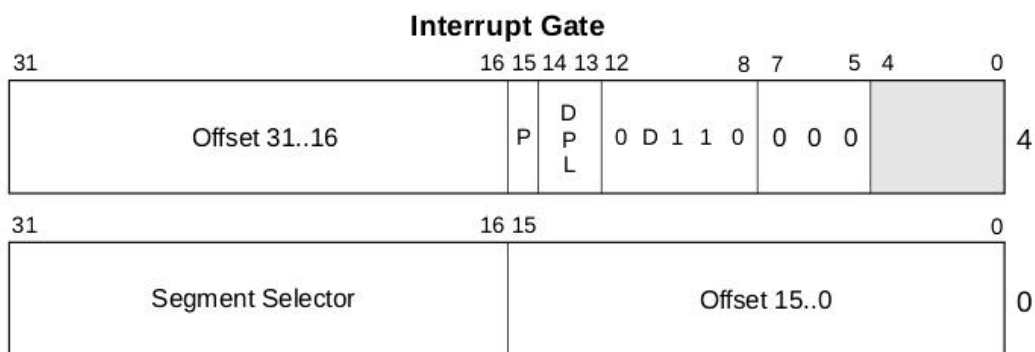 Interrupt Gate
31 16 15 14 13 12 8 7 5 4 0
Offset 31..16 P D P L 0 D 1 1 0 0 0 0 4
31 16 15 0
Segment Selector Offset 15..0 0